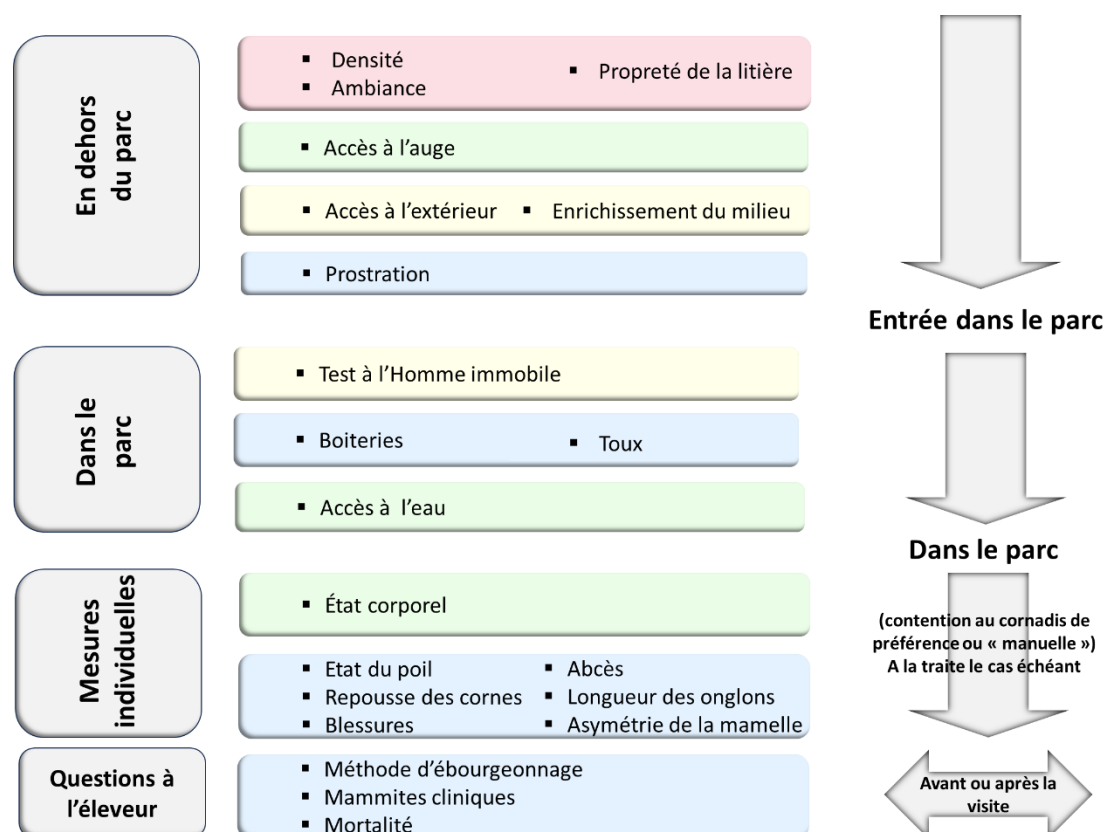 En dehors
du parc
▪ Densité
▪ Ambiance
▪ Propreté de la litière
▪ Accès à l'auge
▪ Accès à l'extérieur ▪ Enrichissement du milieu
▪ Prostration
Entrée dans le parc
Dans le
parc
▪ Test à l'Homme immobile
▪ Boiteries ▪ Toux
▪ Accès à l'eau
Dans le parc
Mesures
individuelles
▪ État corporel
▪ Etat du poil ▪ Abcès
▪ Repousse des cornes ▪ Longueur des onglons
▪ Blessures ▪ Asymétrie de la mamelle
(contention au cornadis de
préférence ou « manuelle »)
A la traite le cas échéant
Questions à
l'éleveur
▪ Méthode d'ébourgeonnage
▪ Mammites cliniques
▪ Mortalité
Avant ou après la
visite